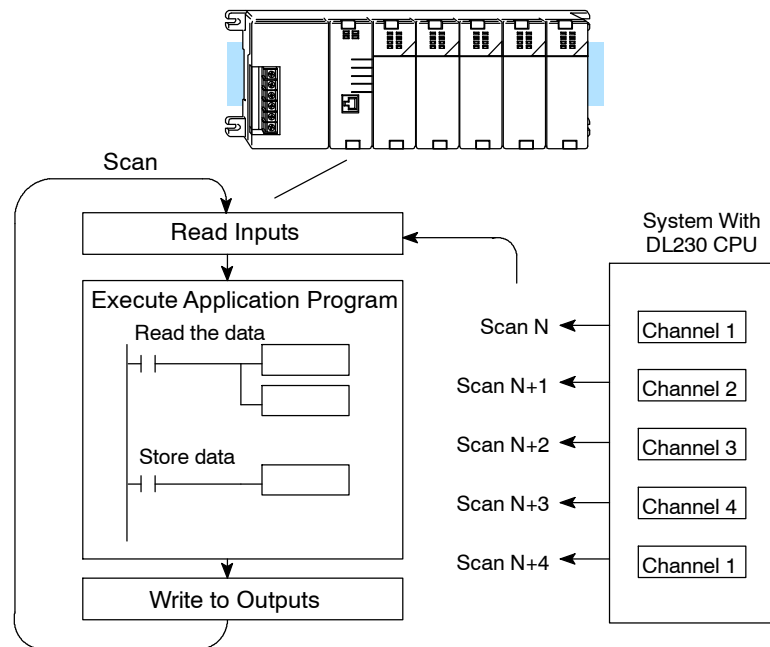 Scan
Read Inputs
Execute Application Program
Read the data
Store data
Write to Outputs
System With
DL230 CPU
Scan N
Channel 1
Scan N+1
Channel 2
Scan N+2
Channel 3
Scan N+3
Channel 4
Scan N+4
Channel 1